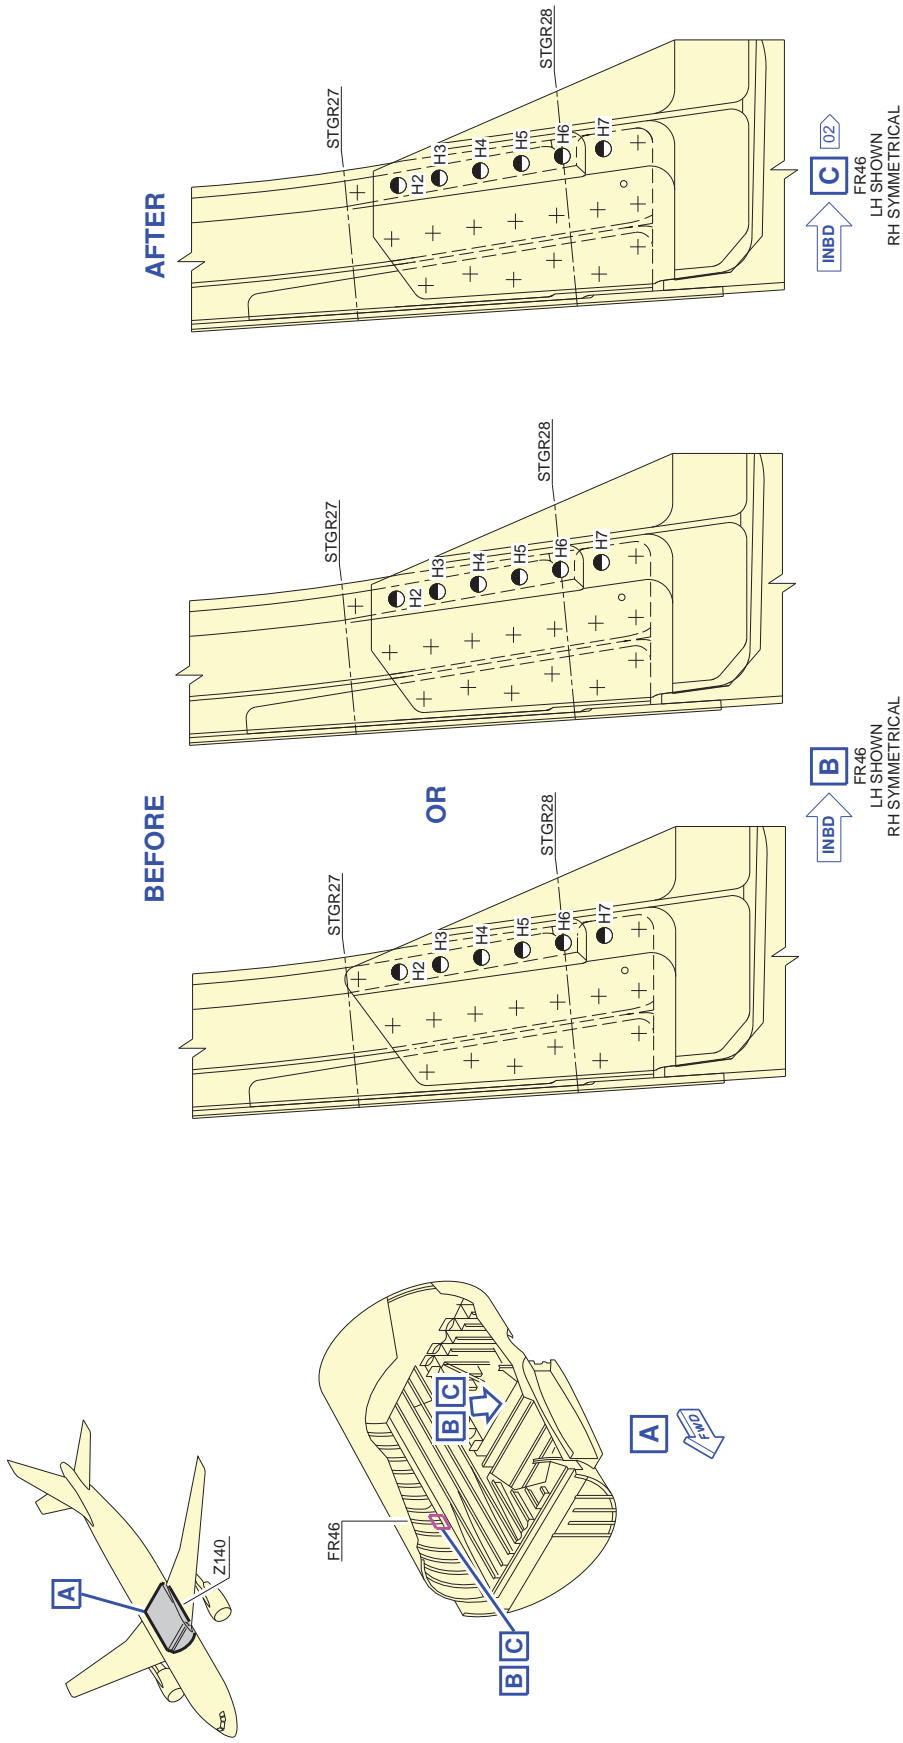 A
Z140
FR46
B C
B C
A
FWD
BEFORE
STGR27
H2
H3
H4
H5
H6
H7
STGR28
OR
STGR27
H2
H3
H4
H5
H6
H7
STGR28
INBD
B
FR46
LH SHOWN
RH SYMMETRICAL
AFTER
STGR27
H2
H3
H4
H5
H6
H7
STGR28
INBD
C
02
FR46
LH SHOWN
RH SYMMETRICAL